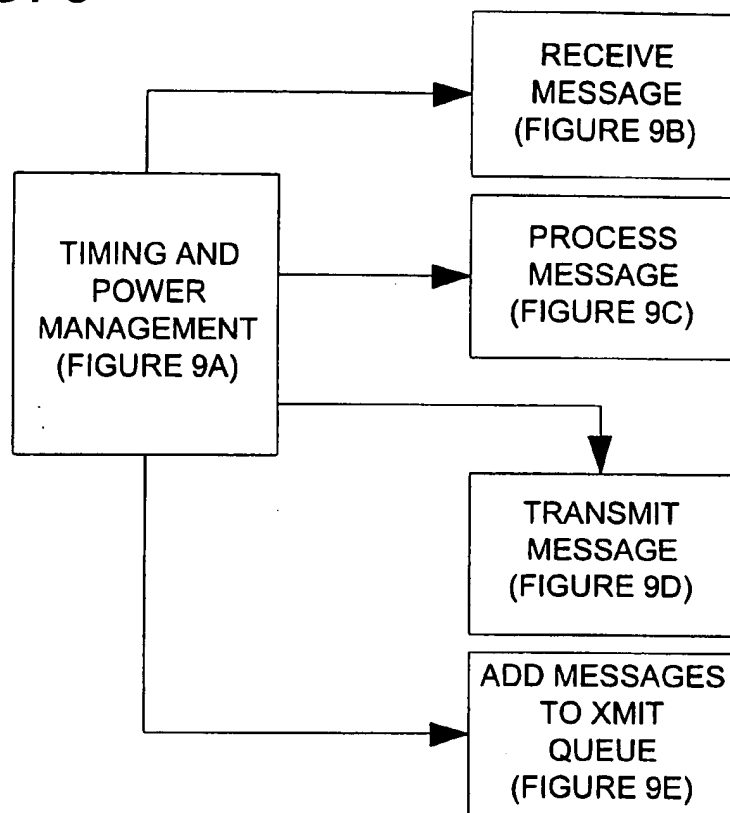 RECEIVE
MESSAGE
(FIGURE 9B)
TIMING AND
POWER
MANAGEMENT
(FIGURE 9A)
PROCESS
MESSAGE
(FIGURE 9C)
TRANSMIT
MESSAGE
(FIGURE 9D)
ADD MESSAGES
TO XMIT
QUEUE
(FIGURE 9E)